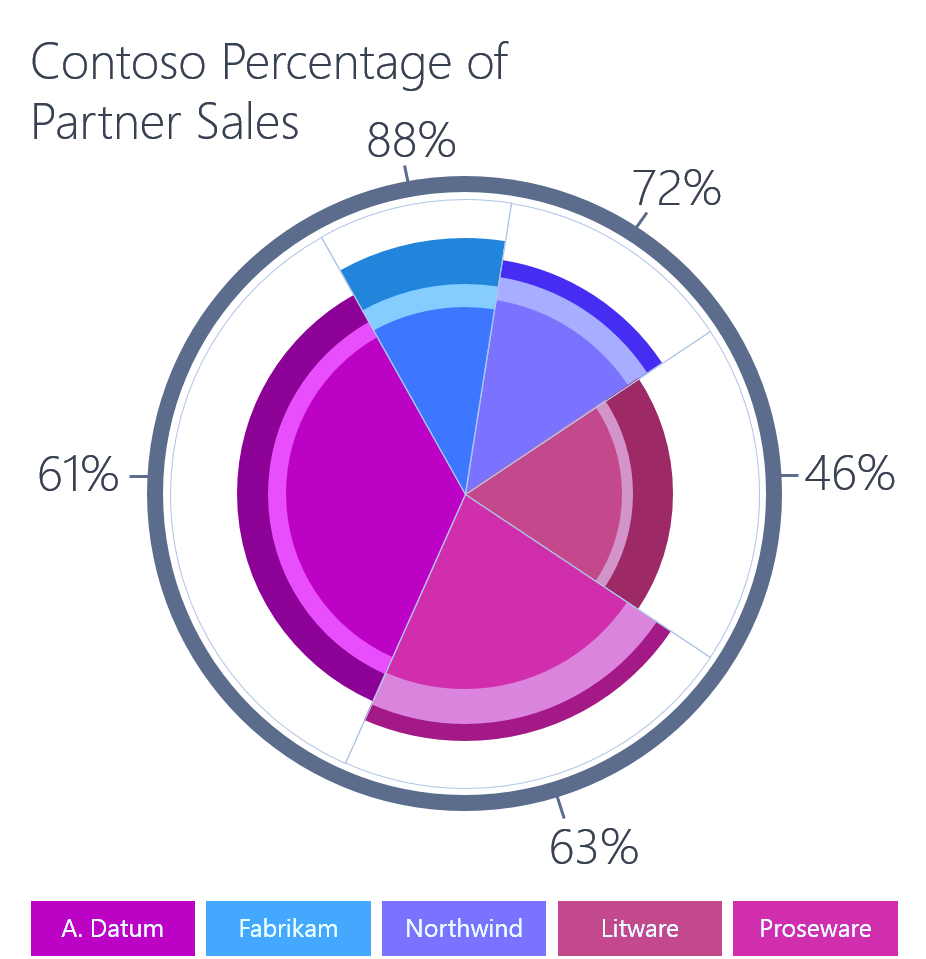 Contoso Percentage of
Partner Sales
88%
72%
61%
46%
63%
A. Datum
Fabrikam
Northwind
Litware
Proseware